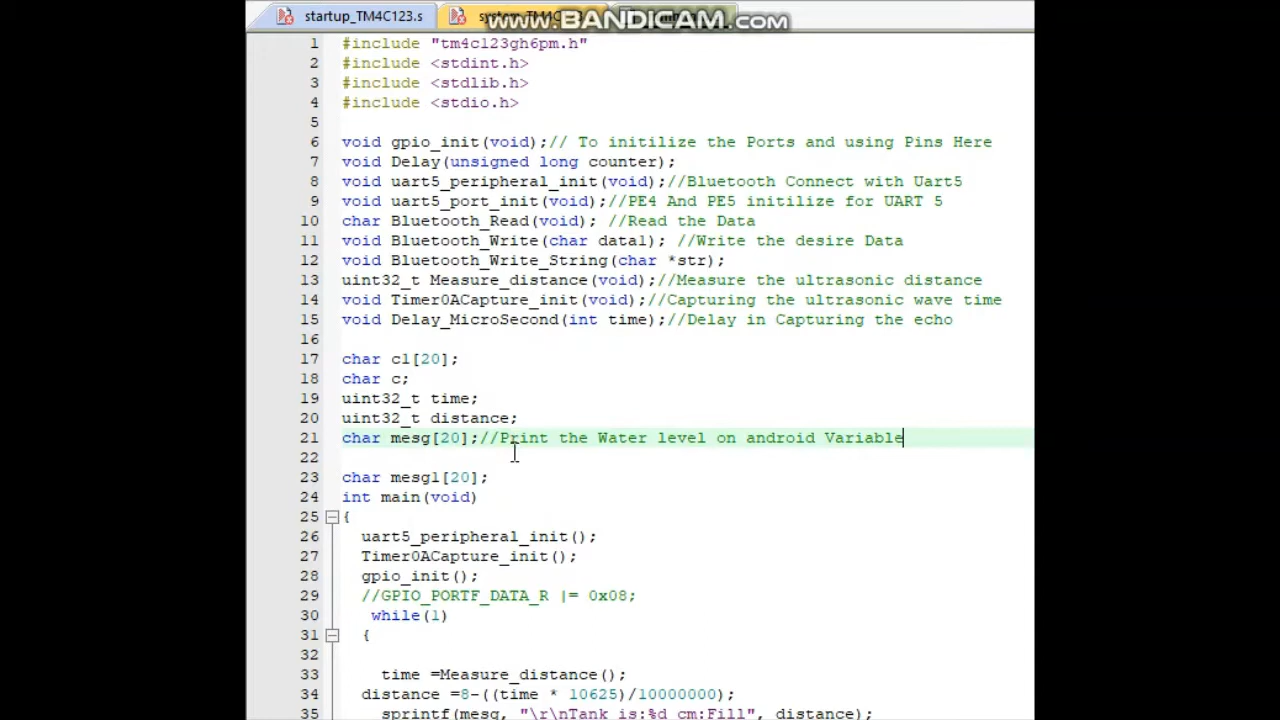 startup_TM4C123.s
system_TM4C
www.BANDICAM.com
1 #include "tm4c123gh6pm.h"
2 #include <stdint.h>
3 #include <stdlib.h>
4 #include <stdio.h>
5
6 void gpio_init(void);// To initilize the Ports and using Pins Here
7 void Delay(unsigned long counter);
8 void uart5_peripheral_init(void);//Bluetooth Connect with Uart5
9 void uart5_port_init(void);//PE4 And PE5 initilize for UART 5
10 char Bluetooth_Read(void); //Read the Data
11 void Bluetooth_Write(char data1); //Write the desire Data
12 void Bluetooth_Write_String(char *str);
13 uint32_t Measure_distance(void);//Measure the ultrasonic distance
14 void Timer0ACapture_init(void);//Capturing the ultrasonic wave time
15 void Delay_MicroSecond(int time);//Delay in Capturing the echo
16
17 char c1[20];
18 char c;
19 uint32_t time;
20 uint32_t distance;
21 char mesg[20];//Print the Water level on android Variable
22
23 char mesg1[20];
24 int main(void)
25 {
26 uart5_peripheral_init();
27 Timer0ACapture_init();
28 gpio_init();
29 //GPIO_PORTF_DATA_R |= 0x08;
30 while(1)
31 {
32
33 time =Measure_distance();
34 distance =8-((time * 10625)/10000000);
35 sprintf(mesg, "\r\nTank is:%d cm:Fill", distance);